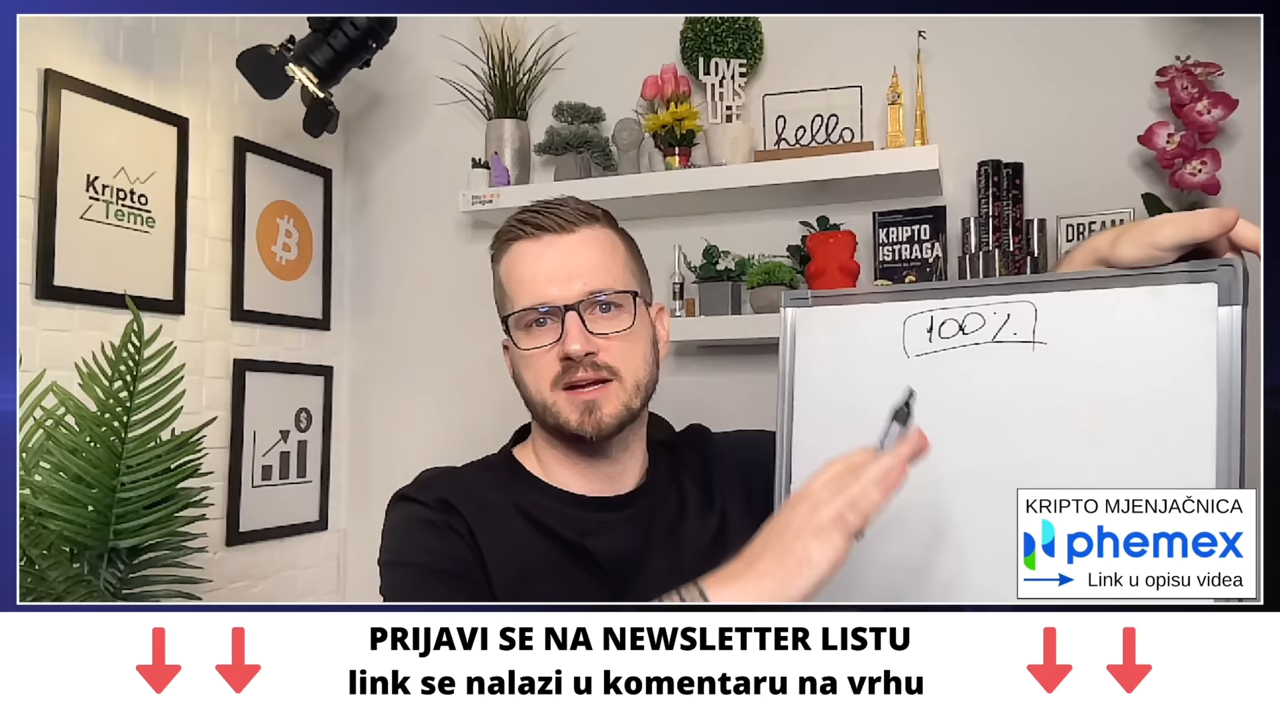 Kripto
Teme
LOVE
THIS
LIFE
hello
KRIPTO
ISTRAGA
DREAM
100%
KRIPTO MJENJAČNICA
phemex
Link u opisu videa
PRIJAVI SE NA NEWSLETTER LISTU
link se nalazi u komentaru na vrhu